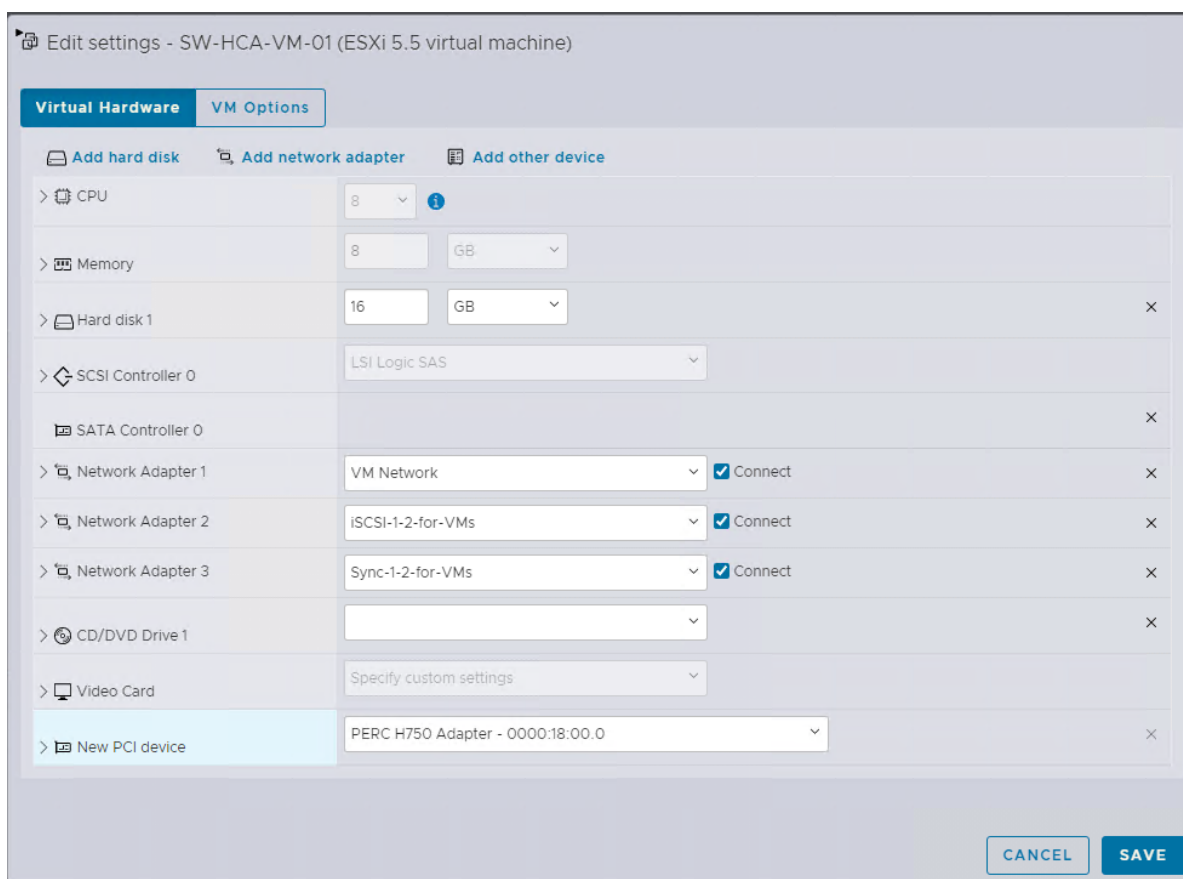 Edit settings - SW-HCA-VM-01 (ESXi 5.5 virtual machine)
Virtual Hardware VM Options
Add hard disk Add network adapter Add other device
CPU 8
Memory 8 GB
Hard disk 1 16 GB
SCSI Controller 0 LSI Logic SAS
SATA Controller 0
Network Adapter 1 VM Network Connect
Network Adapter 2 iSCSI-1-2-for-VMs Connect
Network Adapter 3 Sync-1-2-for-VMs Connect
CD/DVD Drive 1
Video Card Specify custom settings
New PCI device PERC H750 Adapter - 0000:18:00.0
CANCEL SAVE